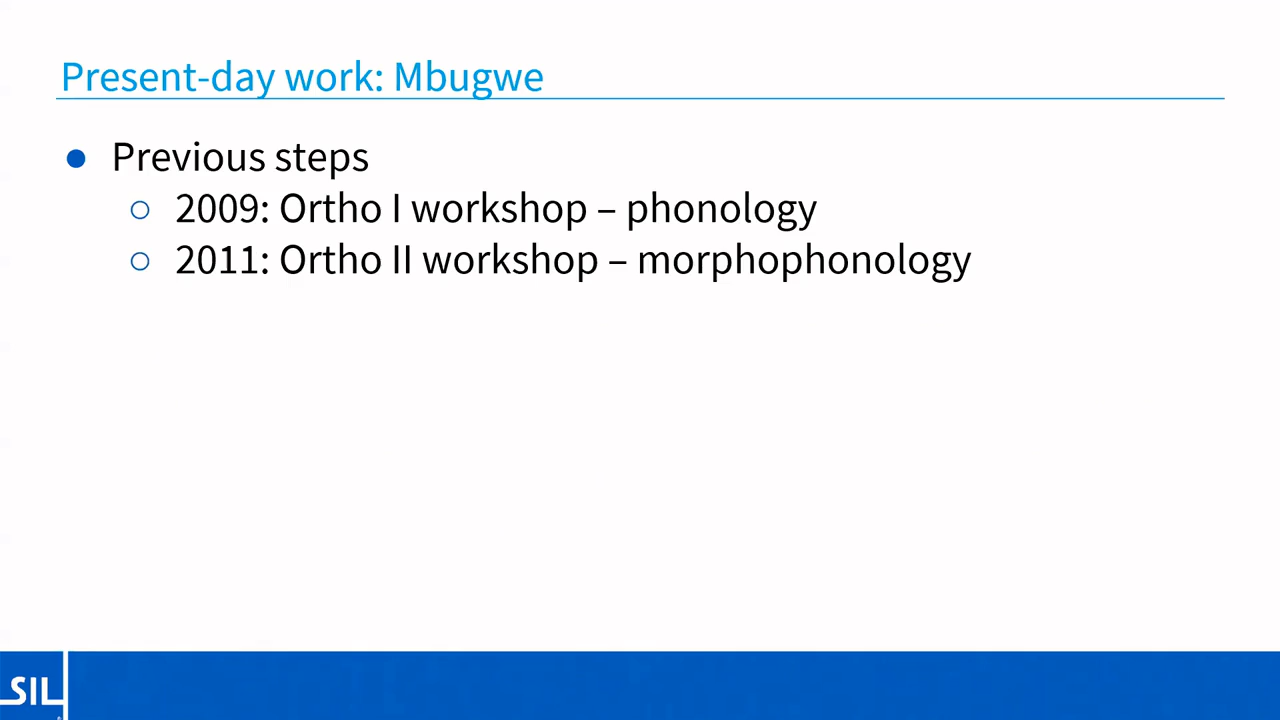 Present-day work: Mbugwe
● Previous steps
○ 2009: Ortho I workshop – phonology
○ 2011: Ortho II workshop – morphophonology
SIL